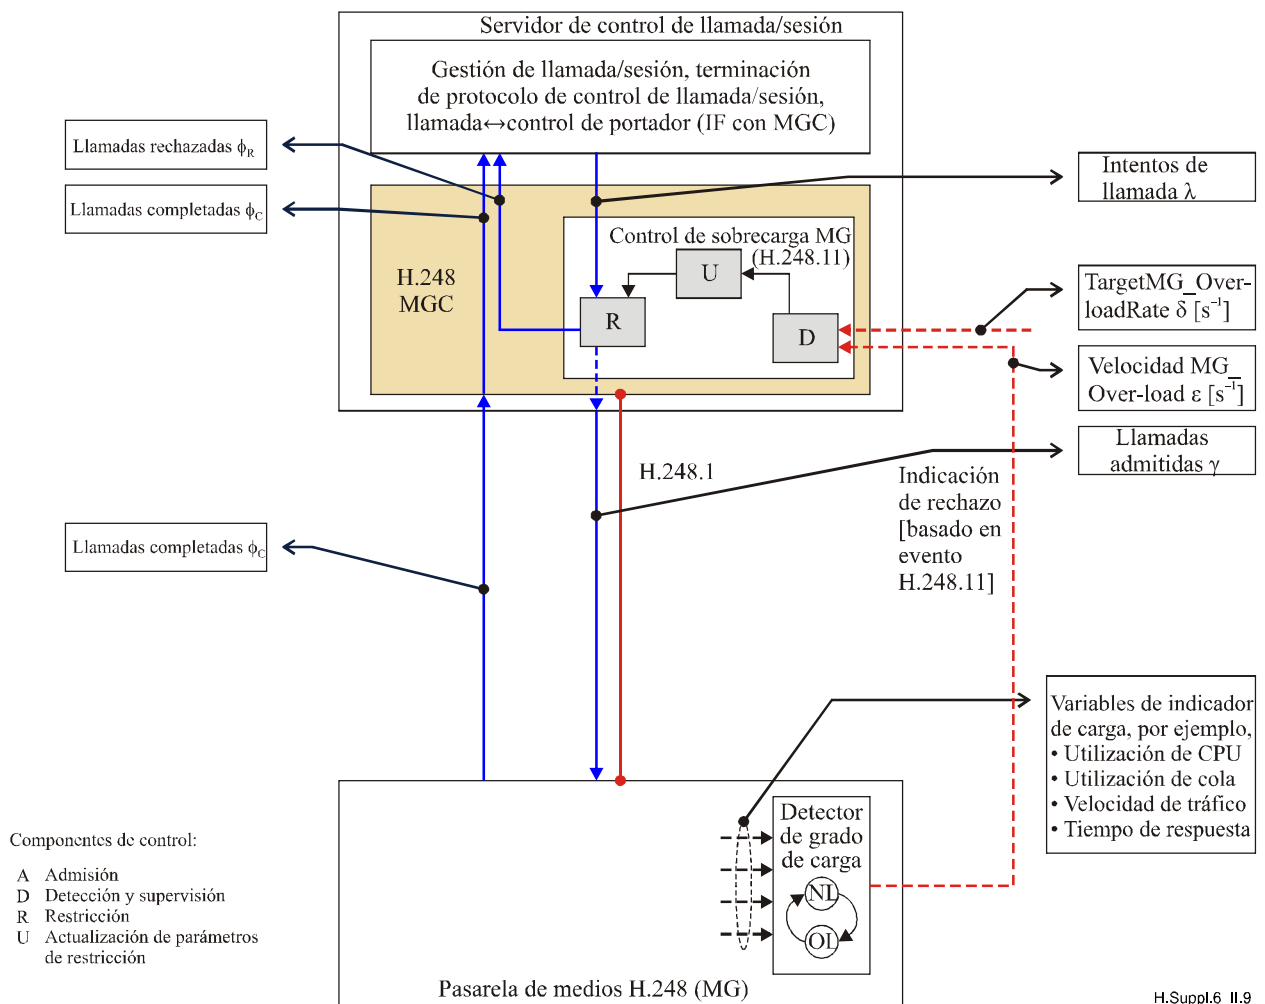 Servidor de control de llamada/sesión
Gestión de llamada/sesión, terminación
de protocolo de control de llamada/sesión,
llamada↔control de portador (IF con MGC)
Llamadas rechazadas ϕR
Llamadas completadas ϕC
Intentos de
llamada λ
Control de sobrecarga MG
(H.248.11)
H.248
MGC
U
R
D
TargetMG_Over-
loadRate δ [s⁻¹]
Velocidad MG_
Over-load ε [s⁻¹]
Llamadas
admitidas γ
H.248.1
Indicación
de rechazo
[basado en
evento
H.248.11]
Llamadas completadas ϕC
Variables de indicador
de carga, por ejemplo,
• Utilización de CPU
• Utilización de cola
• Velocidad de tráfico
• Tiempo de respuesta
Detector
de grado
de carga
NL
OL
Componentes de control:
A Admisión
D Detección y supervisión
R Restricción
U Actualización de parámetros
de restricción
Pasarela de medios H.248 (MG)
H.Suppl.6_II.9